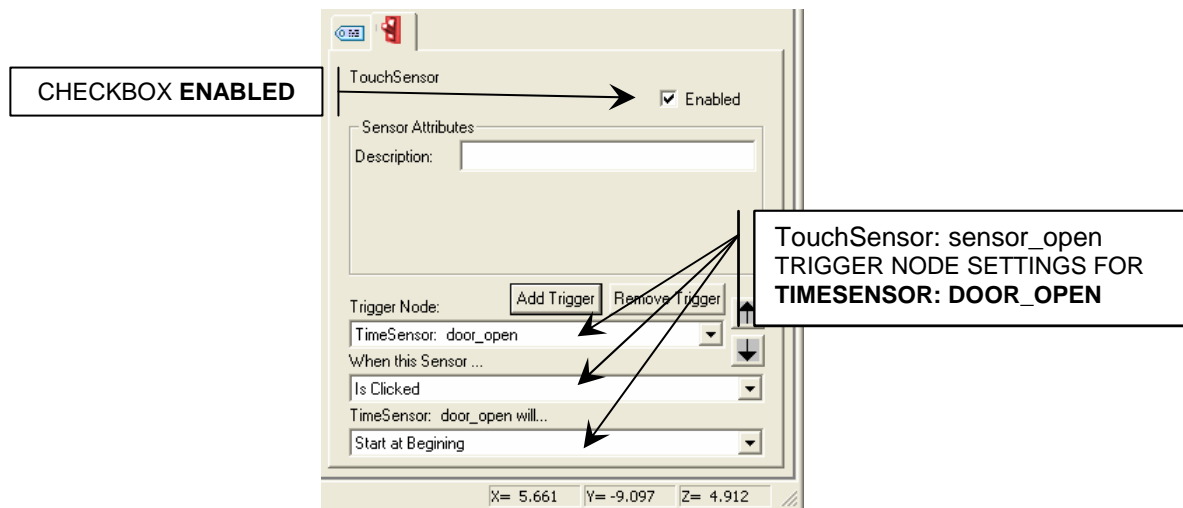 TouchSensor
CHECKBOX ENABLED
Enabled
Sensor Attributes
Description:
TouchSensor: sensor_open
TRIGGER NODE SETTINGS FOR
TIMESENSOR: DOOR_OPEN
Trigger Node:
Add Trigger
Remove Trigger
TimeSensor: door_open
When this Sensor ...
Is Clicked
TimeSensor: door_open will...
Start at Begining
X= 5.661 Y= -9.097 Z= 4.912